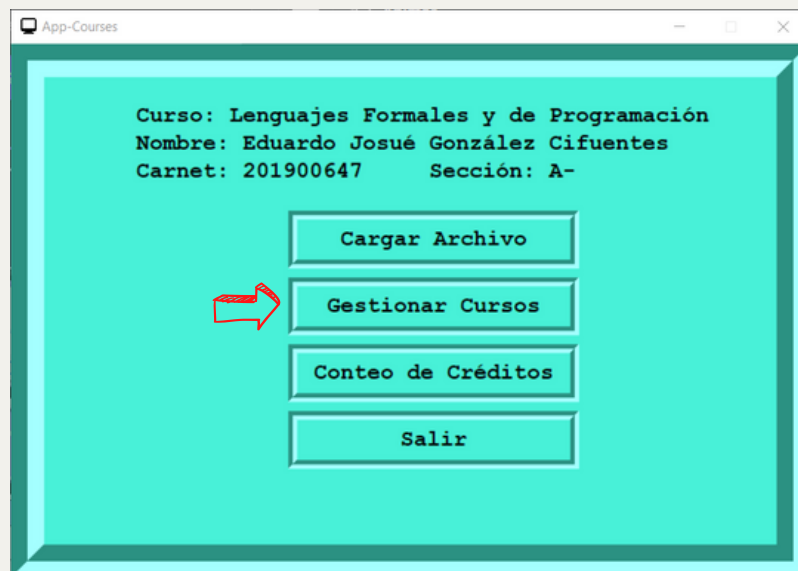 App-Courses
Curso: Lenguajes Formales y de Programación
Nombre: Eduardo Josué González Cifuentes
Carnet: 201900647 Sección: A-
Cargar Archivo
Gestionar Cursos
Conteo de Créditos
Salir